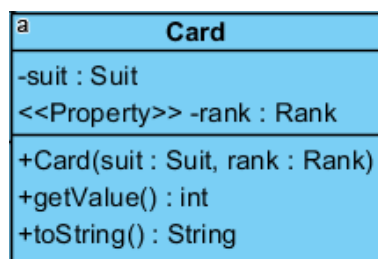 a
Card
-suit : Suit
<<Property>> -rank : Rank
+Card(suit : Suit, rank : Rank)
+getValue() : int
+toString() : String